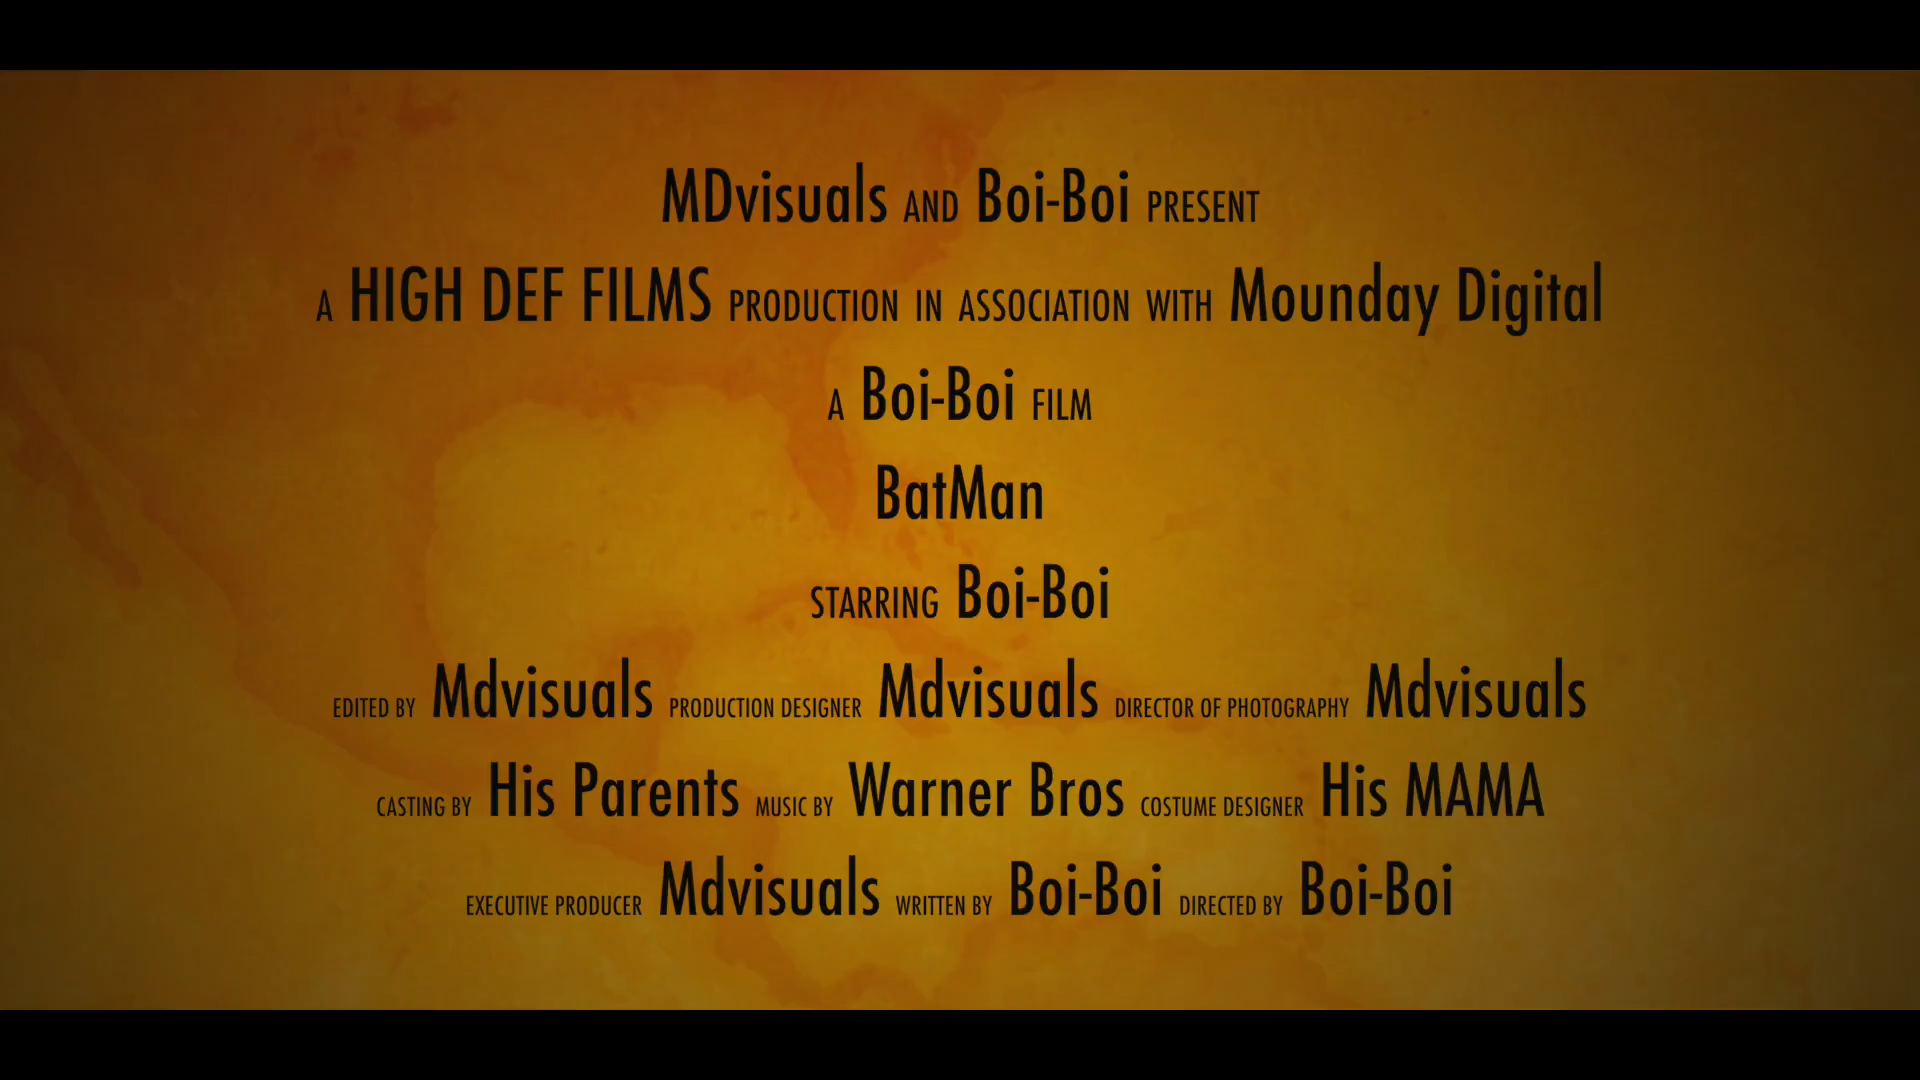 MDvisuals AND Boi-Boi PRESENT
A HIGH DEF FILMS PRODUCTION IN ASSOCIATION WITH Mounday Digital
A Boi-Boi FILM
BatMan
STARRING Boi-Boi
EDITED BY Mdvisuals PRODUCTION DESIGNER Mdvisuals DIRECTOR OF PHOTOGRAPHY Mdvisuals
CASTING BY His Parents MUSIC BY Warner Bros COSTUME DESIGNER His MAMA
EXECUTIVE PRODUCER Mdvisuals WRITTEN BY Boi-Boi DIRECTED BY Boi-Boi